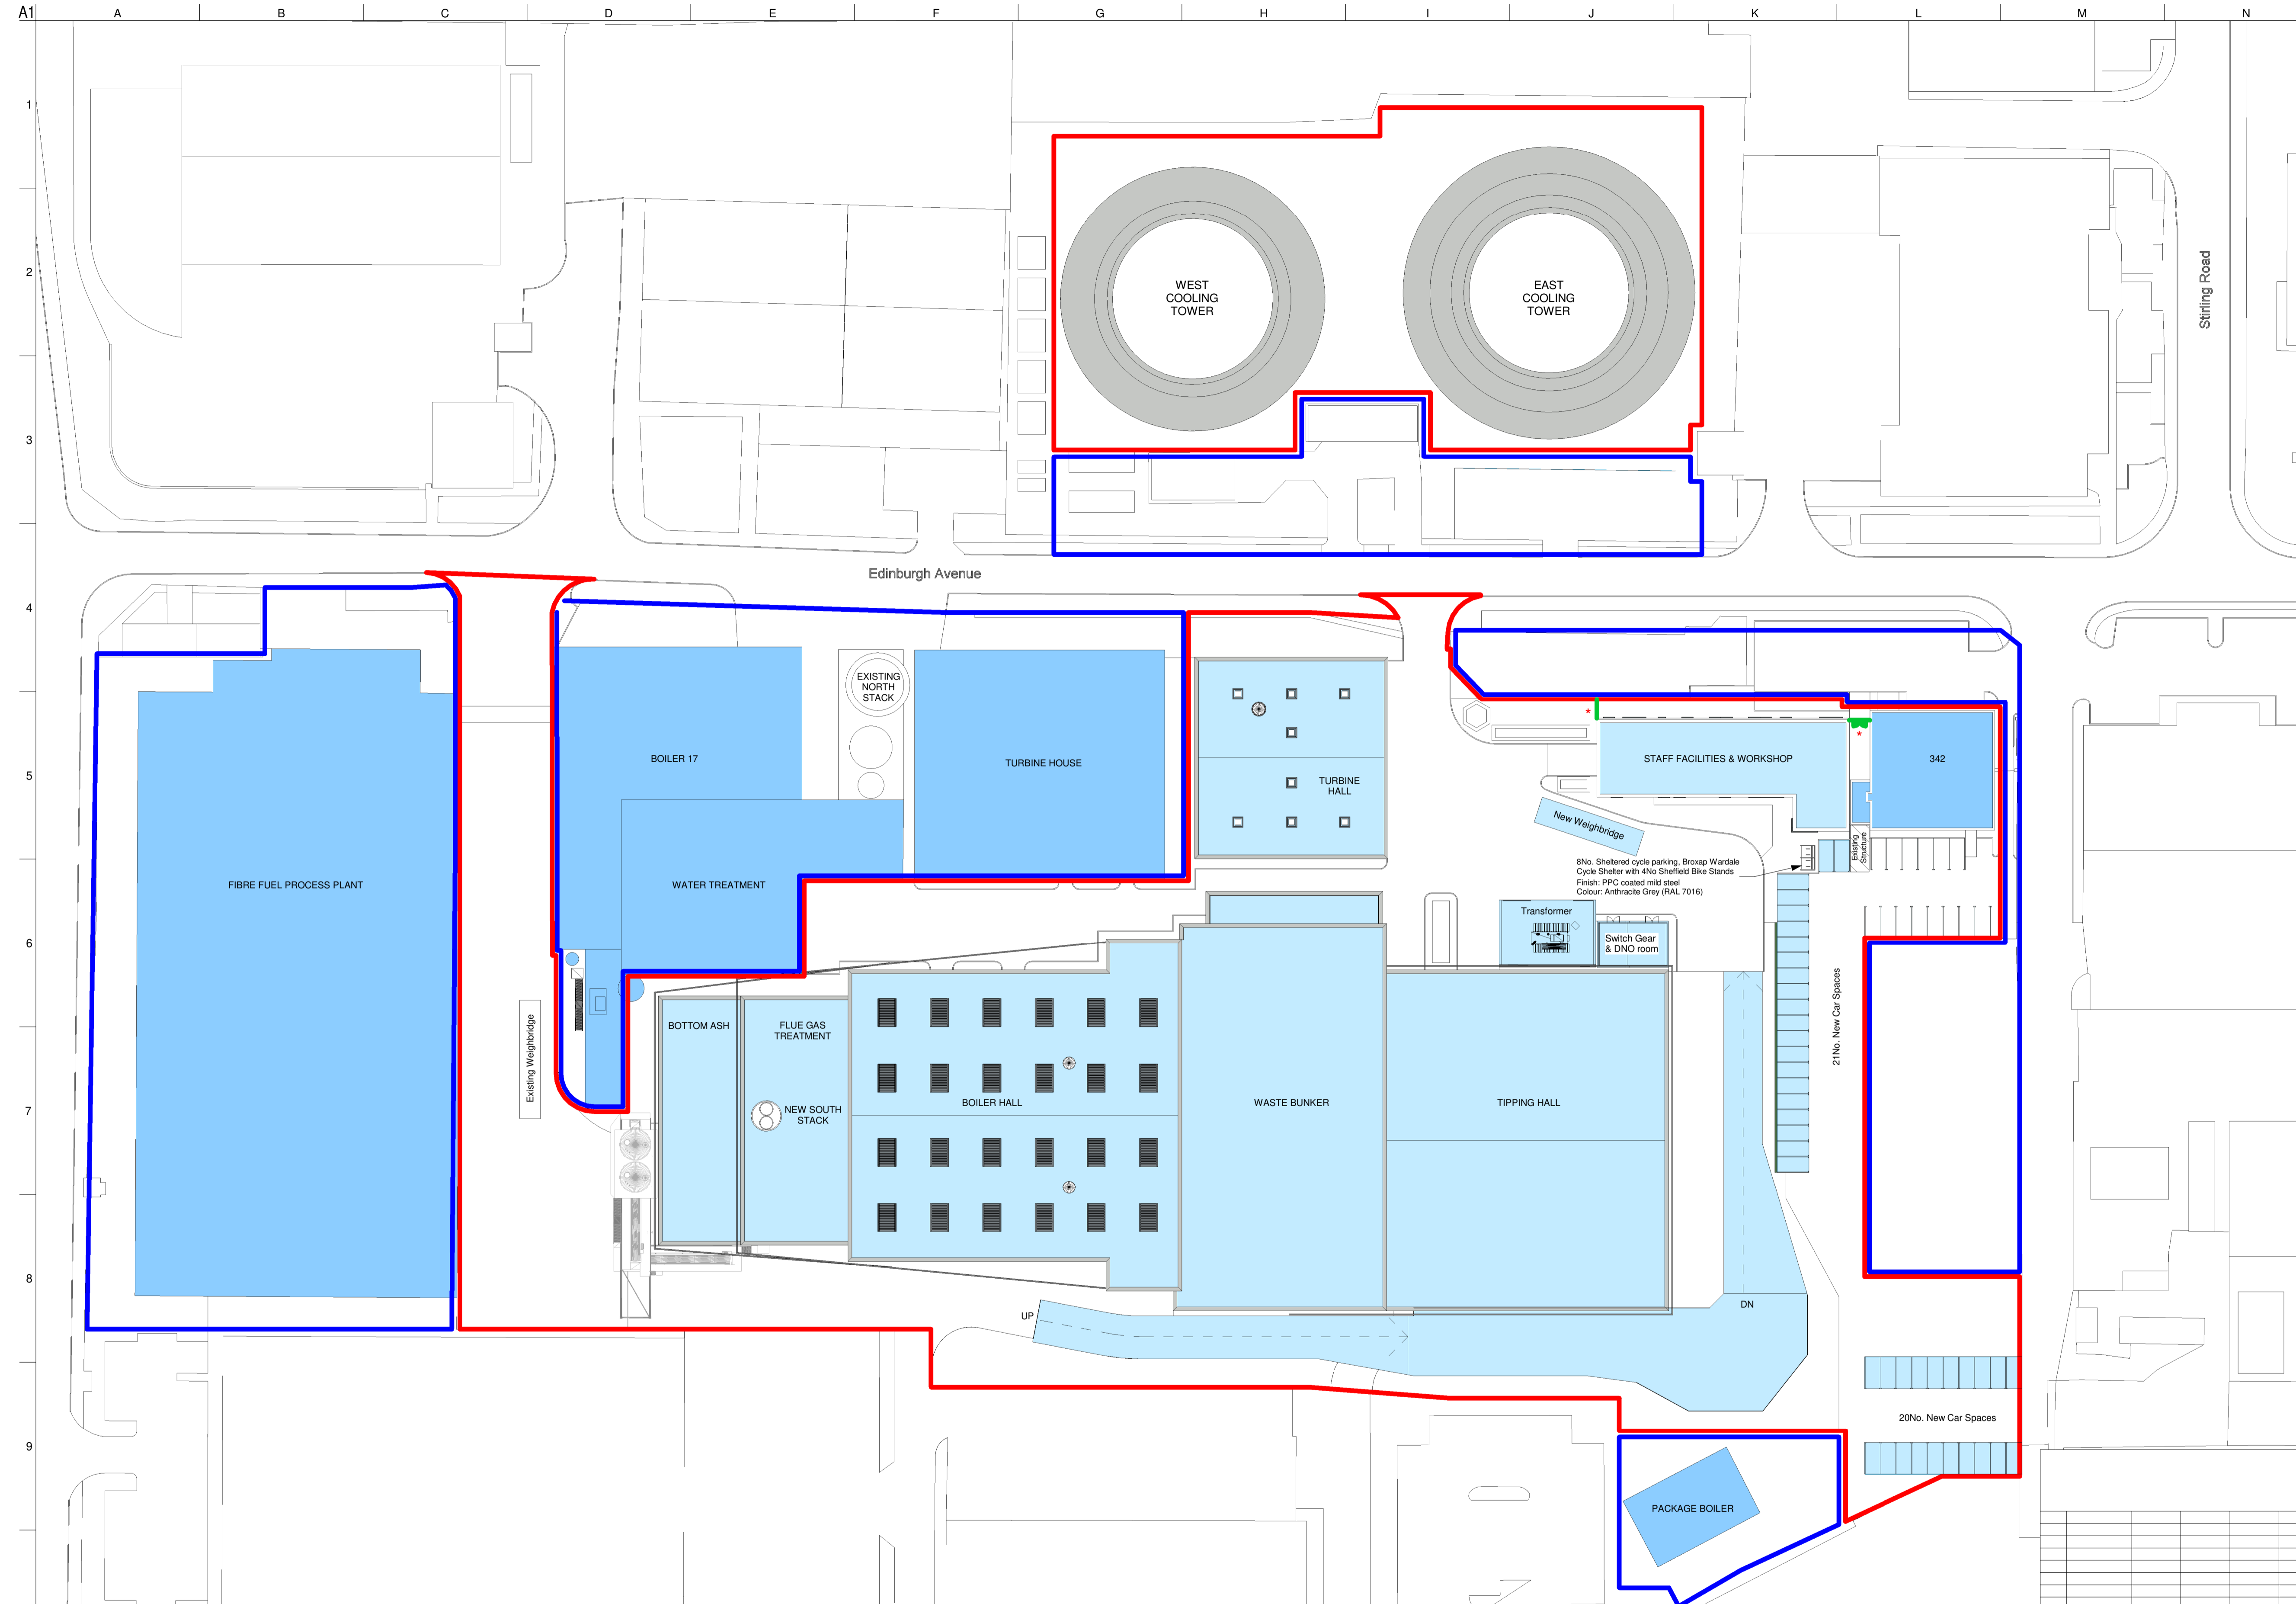 A1
A
B
C
D
E
F
G
H
I
J
K
L
M
N
1
2
3
4
5
6
7
8
9
WEST
COOLING
TOWER
EAST
COOLING
TOWER
Stirling Road
Edinburgh Avenue
EXISTING
NORTH
STACK
BOILER 17
TURBINE HOUSE
TURBINE
HALL
*
*
STAFF FACILITIES & WORKSHOP
342
New Weighbridge
Existing
Structure
8No. Sheltered cycle parking, Broxap Wardale
Cycle Shelter with 4No Sheffield Bike Stands
Finish: PPC coated mild steel
Colour: Anthracite Grey (RAL 7016)
FIBRE FUEL PROCESS PLANT
WATER TREATMENT
Transformer
Switch Gear
& DNO room
21No. New Car Spaces
Existing Weighbridge
BOTTOM ASH
FLUE GAS
TREATMENT
NEW SOUTH
STACK
BOILER HALL
WASTE BUNKER
TIPPING HALL
UP
DN
20No. New Car Spaces
PACKAGE BOILER